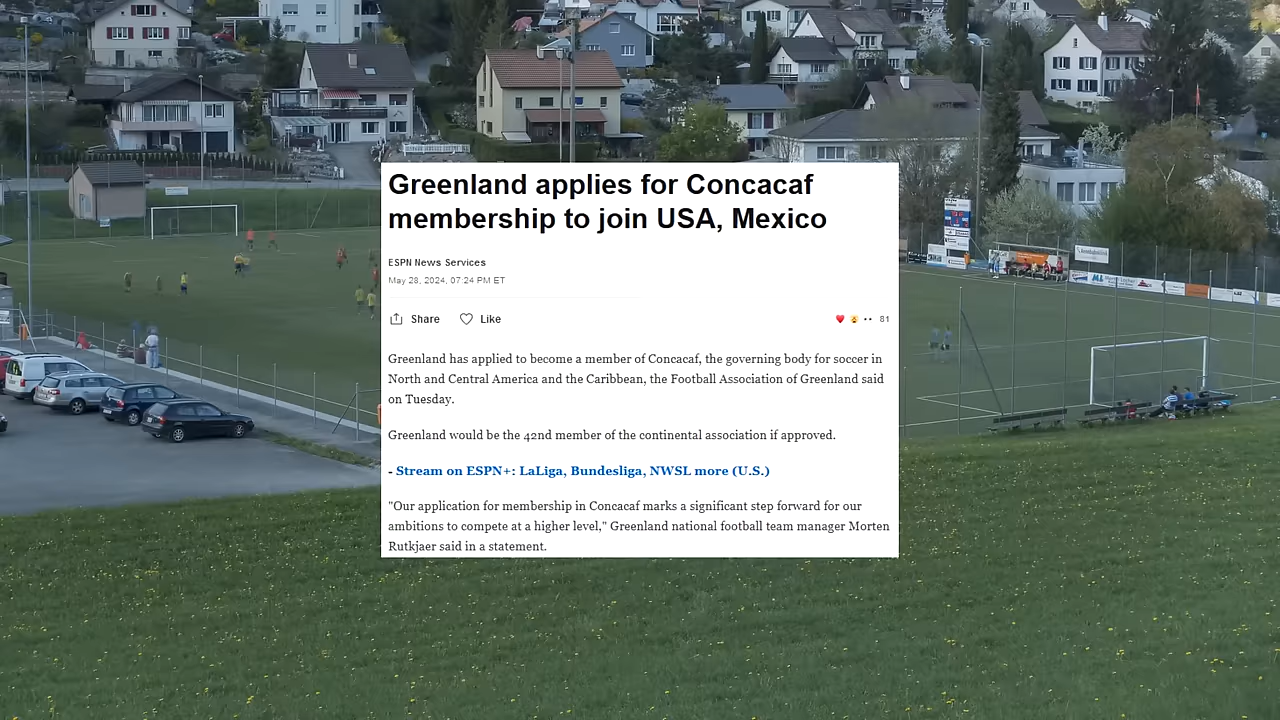 Greenland applies for Concacaf
membership to join USA, Mexico
ESPN News Services
May 28, 2024, 07:24 PM ET
Share
Like
81
Greenland has applied to become a member of Concacaf, the governing body for soccer in
North and Central America and the Caribbean, the Football Association of Greenland said
on Tuesday.
Greenland would be the 42nd member of the continental association if approved.
- Stream on ESPN+: LaLiga, Bundesliga, NWSL more (U.S.)
"Our application for membership in Concacaf marks a significant step forward for our
ambitions to compete at a higher level," Greenland national football team manager Morten
Rutkjaer said in a statement.